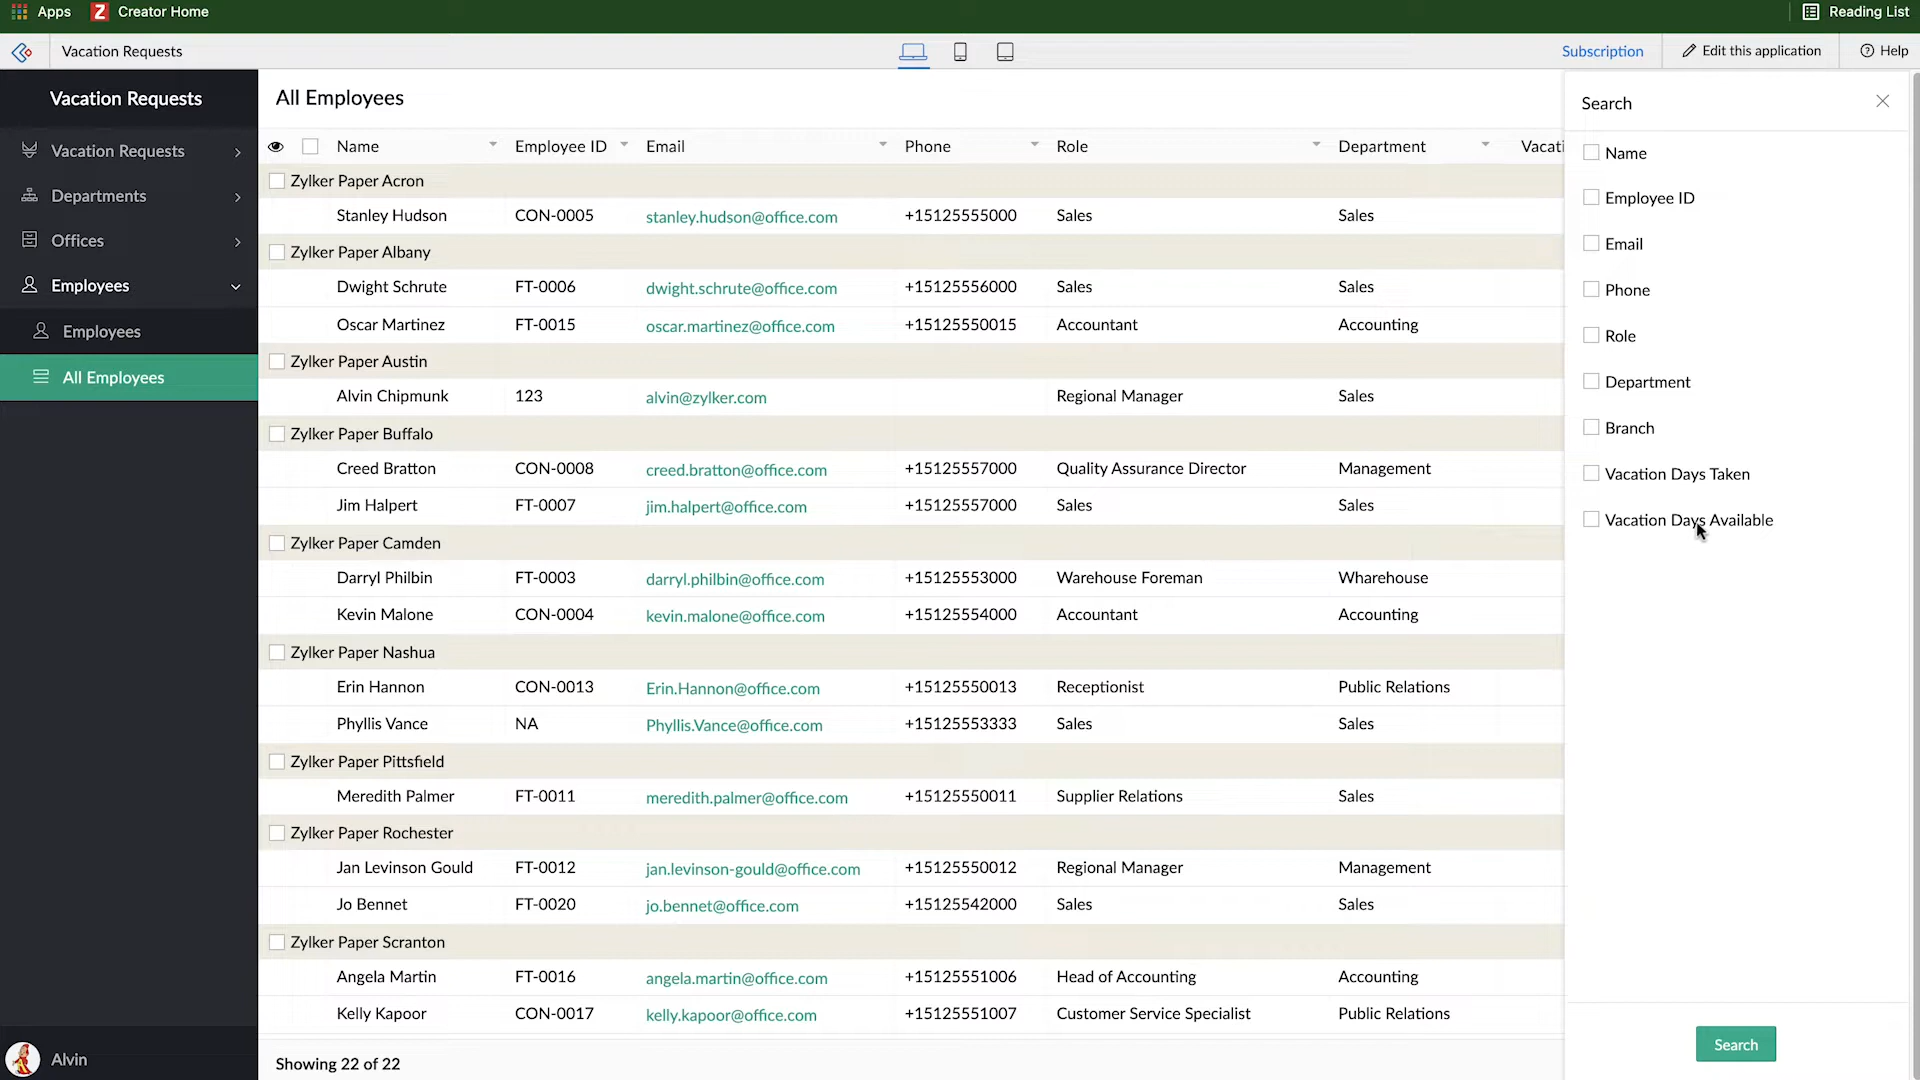 Apps Z Creator Home Reading List
Vacation Requests Subscription Edit this application Help
Vacation Requests
Vacation Requests
Departments
Offices
Employees
Employees
All Employees
Alvin
All Employees
Name Employee ID Email Phone Role Department Vacati
Zylker Paper Acron
Stanley Hudson CON-0005 stanley.hudson@office.com +15125555000 Sales Sales
Zylker Paper Albany
Dwight Schrute FT-0006 dwight.schrute@office.com +15125556000 Sales Sales
Oscar Martinez FT-0015 oscar.martinez@office.com +15125550015 Accountant Accounting
Zylker Paper Austin
Alvin Chipmunk 123 alvin@zylker.com Regional Manager Sales
Zylker Paper Buffalo
Creed Bratton CON-0008 creed.bratton@office.com +15125557000 Quality Assurance Director Management
Jim Halpert FT-0007 jim.halpert@office.com +15125557000 Sales Sales
Zylker Paper Camden
Darryl Philbin FT-0003 darryl.philbin@office.com +15125553000 Warehouse Foreman Wharehouse
Kevin Malone CON-0004 kevin.malone@office.com +15125554000 Accountant Accounting
Zylker Paper Nashua
Erin Hannon CON-0013 Erin.Hannon@office.com +15125550013 Receptionist Public Relations
Phyllis Vance NA Phyllis.Vance@office.com +15125553333 Sales Sales
Zylker Paper Pittsfield
Meredith Palmer FT-0011 meredith.palmer@office.com +15125550011 Supplier Relations Sales
Zylker Paper Rochester
Jan Levinson Gould FT-0012 jan.levinson-gould@office.com +15125550012 Regional Manager Management
Jo Bennet FT-0020 jo.bennet@office.com +15125542000 Sales Sales
Zylker Paper Scranton
Angela Martin FT-0016 angela.martin@office.com +15125551006 Head of Accounting Accounting
Kelly Kapoor CON-0017 kelly.kapoor@office.com +15125551007 Customer Service Specialist Public Relations
Showing 22 of 22
Search
Name
Employee ID
Email
Phone
Role
Department
Branch
Vacation Days Taken
Vacation Days Available
Search